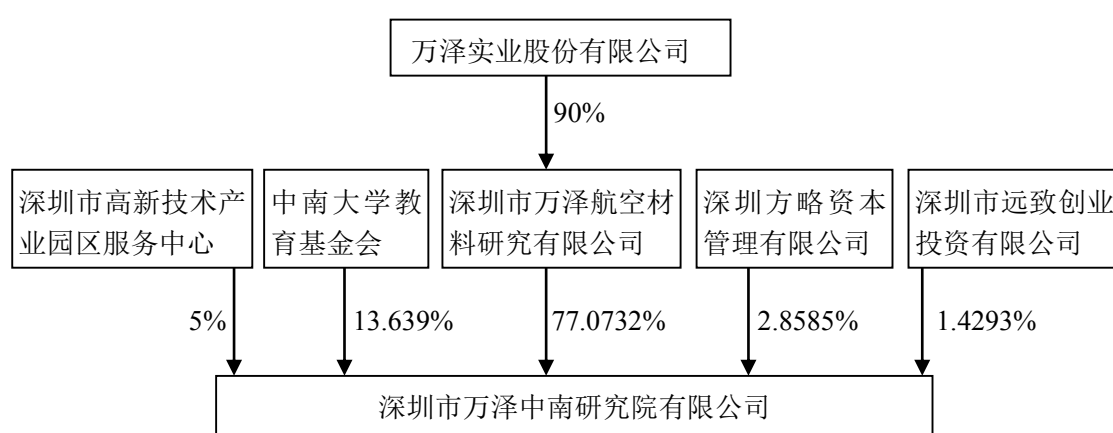 万泽实业股份有限公司
90%
深圳市高新技术产
业园区服务中心
中南大学教
育基金会
深圳市万泽航空材
料研究有限公司
深圳方略资本
管理有限公司
深圳市远致创业
投资有限公司
5%
13.639%
77.0732%
2.8585%
1.4293%
深圳市万泽中南研究院有限公司